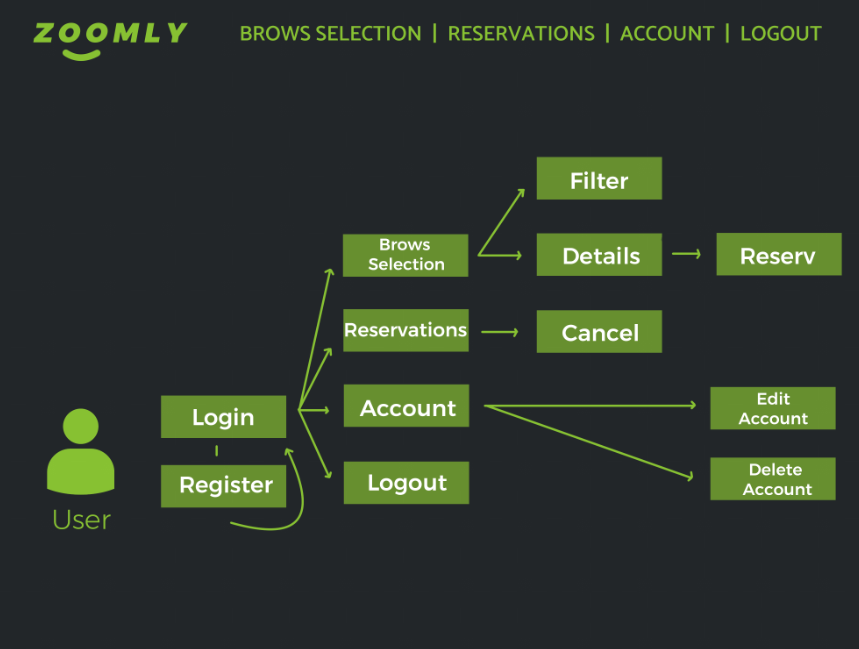 ZOOMLY
BROWS SELECTION | RESERVATIONS | ACCOUNT | LOGOUT
Filter
Brows
Selection
Details
Reserv
Reservations
Cancel
Login
Account
Edit
Account
Register
Logout
Delete
Account
User